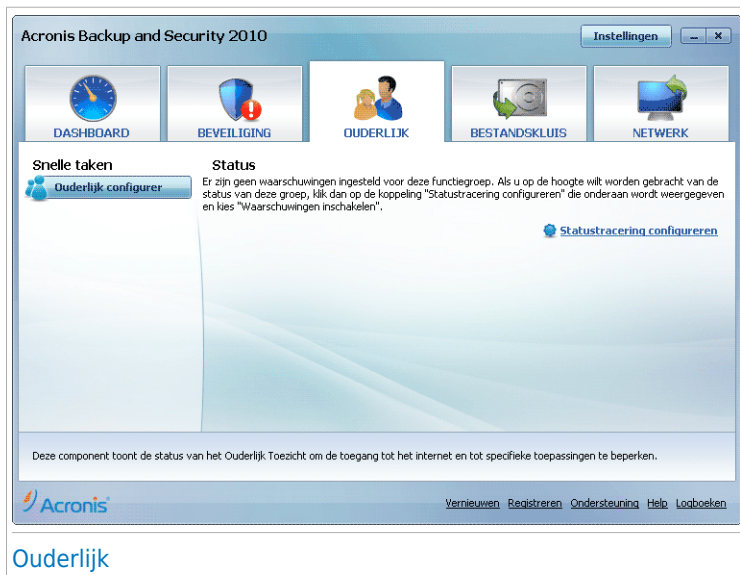 Acronis Backup and Security 2010
Instellingen
DASHBOARD
BEVEILIGING
OUDERLIJK
BESTANDSKLUIS
NETWERK
Snelle taken
Ouderlijk configurer
Status
Er zijn geen waarschuwingen ingesteld voor deze functiegroep. Als u op de hoogte wilt worden gebracht van de
status van deze groep, klik dan op de koppeling "Statustracering configureren" die onderaan wordt weergegeven
en kies "Waarschuwingen inschakelen".
Statustracering configureren
Deze component toont de status van het Ouderlijk Toezicht om de toegang tot het internet en tot specifieke toepassingen te beperken.
Acronis
Vernieuwen Registreren Ondersteuning Help Logboeken
Ouderlijk